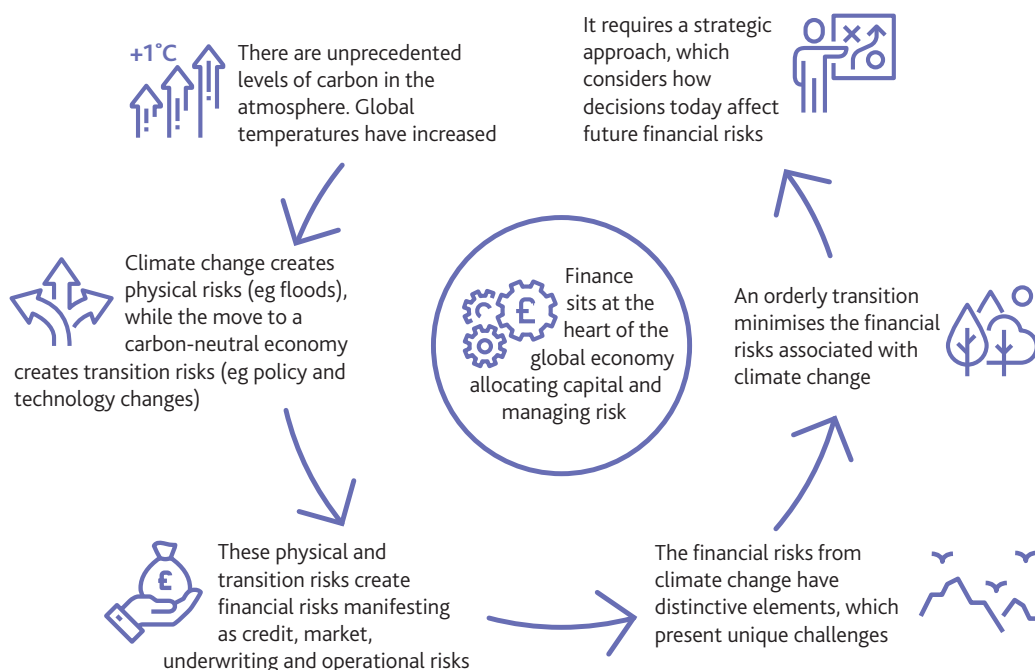 +1°C
There are unprecedented
levels of carbon in the
atmosphere. Global
temperatures have increased
Climate change creates
physical risks (eg floods),
while the move to a
carbon-neutral economy
creates transition risks (eg policy and
technology changes)
£
These physical and
transition risks create
financial risks manifesting
as credit, market,
underwriting and operational risks
The financial risks from
climate change have
distinctive elements, which
present unique challenges
An orderly transition
minimises the financial
risks associated with
climate change
It requires a strategic
approach, which
considers how
decisions today affect
future financial risks
£
Finance
sits at the
heart of the
global economy
allocating capital and
managing risk